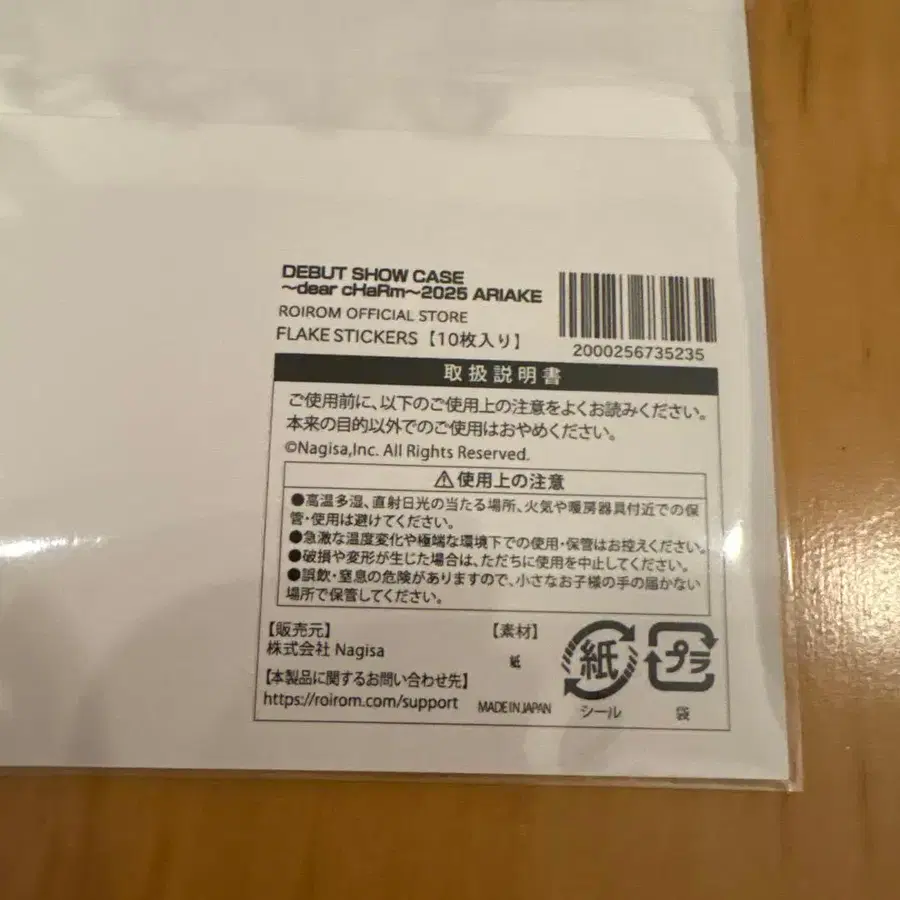 DEBUT SHOW CASE
～dear cHaRm～2025 ARIAKE
ROIROM OFFICIAL STORE
FLAKE STICKERS【10枚入り】
2000256735235
取扱説明書
ご使用前に、以下のご使用上の注意をよくお読みください。
本来の目的以外でのご使用はおやめください。
©Nagisa,Inc. All Rights Reserved.
⚠使用上の注意
●高温多湿、直射日光の当たる場所、火気や暖房器具付近での保
管・使用は避けてください。
●急激な温度変化や極端な環境下での使用・保管はお控えください。
●破損や変形が生じた場合は、ただちに使用を中止してください。
●誤飲・窒息の危険がありますので、小さなお子様の手の届かない
場所で保管してください。
【販売元】
株式会社 Nagisa
【本製品に関するお問い合わせ先】
https://roirom.com/support
【素材】
紙
MADE IN JAPAN
紙
シール
プラ
袋